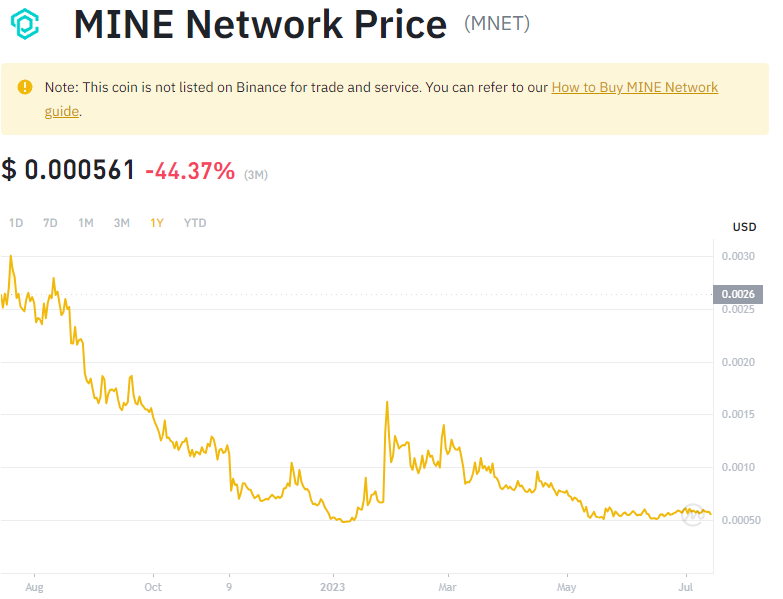 MINE Network Price (MNET)
Note: This coin is not listed on Binance for trade and service. You can refer to our How to Buy MINE Network
guide.
$ 0.000561 -44.37% (3M)
1D 7D 1M 3M 1Y YTD
USD
0.0030
0.0026
0.0025
0.0020
0.0015
0.0010
0.00050
Aug Oct 9 2023 Mar May Jul